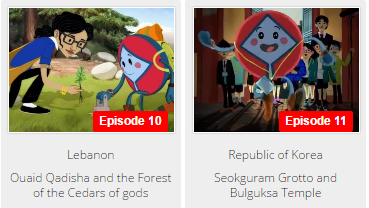 Episode 10
Episode 11
Lebanon
Ouaid Qadisha and the Forest
of the Cedars of gods
Republic of Korea
Seokguram Grotto and
Bulguksa Temple